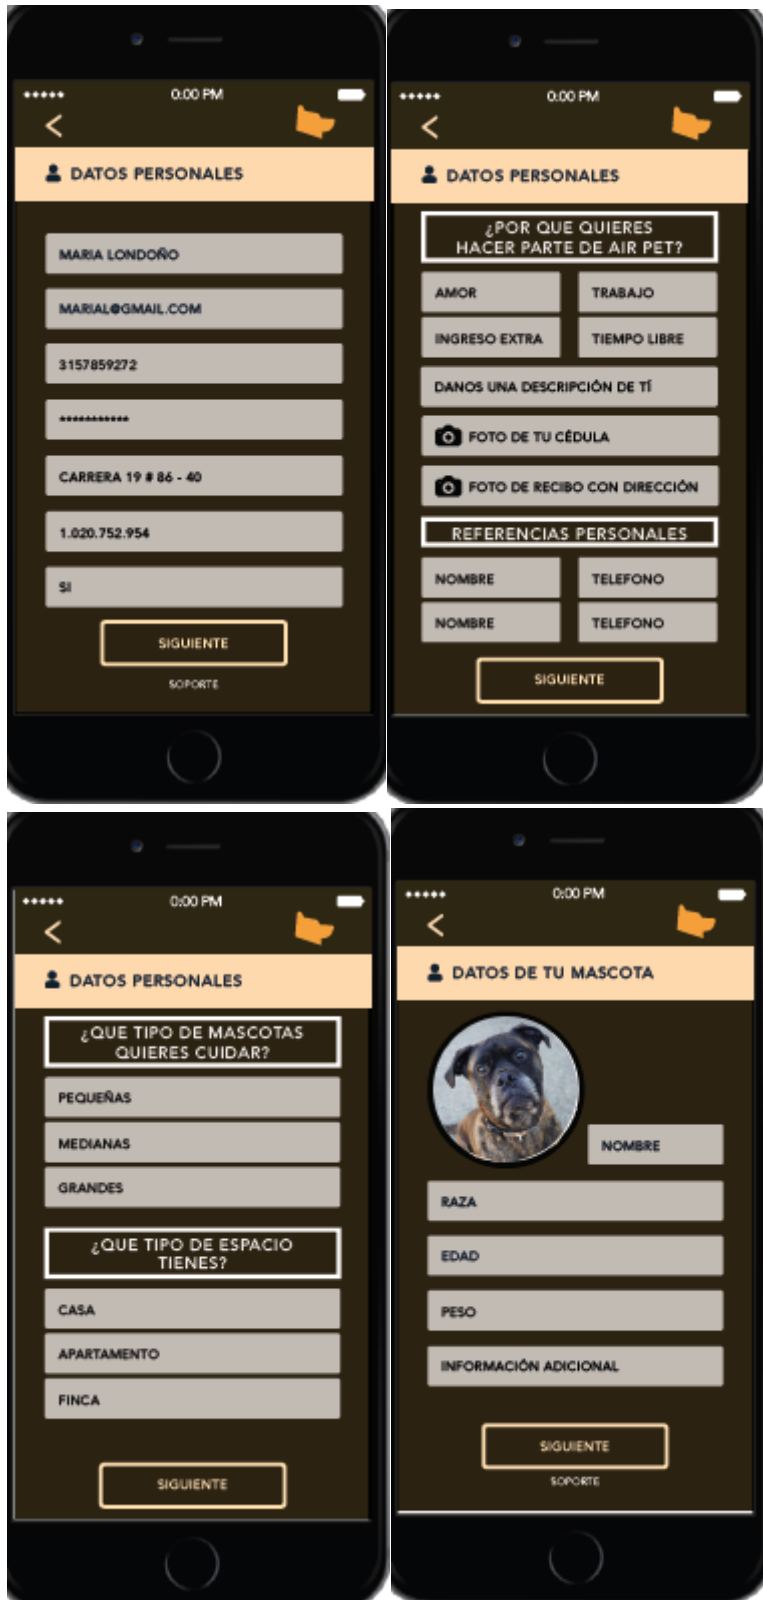 0:00 PM
DATOS PERSONALES
MARIA LONDOÑO
MARIAL@GMAIL.COM
3157859272
***********
CARRERA 19 # 86 - 40
1.020.752.954
SI
SIGUIENTE
SOPORTE
0:00 PM
DATOS PERSONALES
¿POR QUE QUIERES
HACER PARTE DE AIR PET?
AMOR TRABAJO
INGRESO EXTRA TIEMPO LIBRE
DANOS UNA DESCRIPCIÓN DE TÍ
FOTO DE TU CÉDULA
FOTO DE RECIBO CON DIRECCIÓN
REFERENCIAS PERSONALES
NOMBRE TELEFONO
NOMBRE TELEFONO
SIGUIENTE
0:00 PM
DATOS PERSONALES
¿QUE TIPO DE MASCOTAS
QUIERES CUIDAR?
PEQUEÑAS
MEDIANAS
GRANDES
¿QUE TIPO DE ESPACIO
TIENES?
CASA
APARTAMENTO
FINCA
SIGUIENTE
0:00 PM
DATOS DE TU MASCOTA
NOMBRE
RAZA
EDAD
PESO
INFORMACIÓN ADICIONAL
SIGUIENTE
SOPORTE